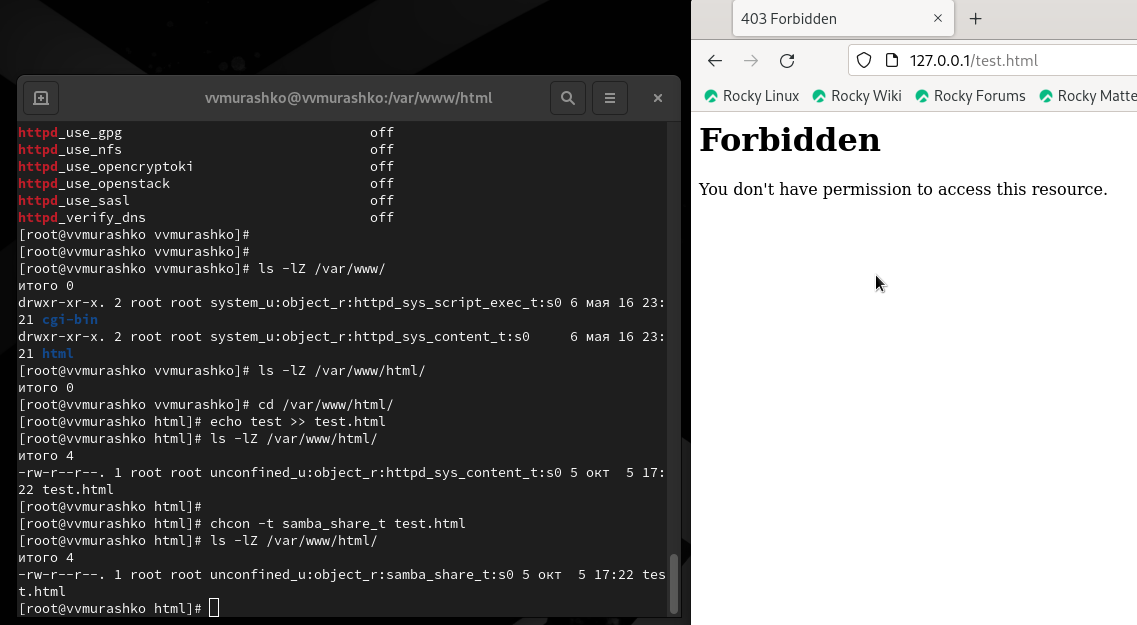 vvmurashko@vvmurashko:/var/www/html
httpd_use_gpg                               off
httpd_use_nfs                               off
httpd_use_opencryptoki                      off
httpd_use_openstack                         off
httpd_use_sasl                              off
httpd_verify_dns                            off
[root@vvmurashko vvmurashko]#
[root@vvmurashko vvmurashko]#
[root@vvmurashko vvmurashko]# ls -lZ /var/www/
итого 0
drwxr-xr-x. 2 root root system_u:object_r:httpd_sys_script_exec_t:s0 6 мая 16 23:
21 cgi-bin
drwxr-xr-x. 2 root root system_u:object_r:httpd_sys_content_t:s0     6 мая 16 23:
21 html
[root@vvmurashko vvmurashko]# ls -lZ /var/www/html/
итого 0
[root@vvmurashko vvmurashko]# cd /var/www/html/
[root@vvmurashko html]# echo test >> test.html
[root@vvmurashko html]# ls -lZ /var/www/html/
итого 4
-rw-r--r--. 1 root root unconfined_u:object_r:httpd_sys_content_t:s0 5 окт  5 17:
22 test.html
[root@vvmurashko html]#
[root@vvmurashko html]# chcon -t samba_share_t test.html
[root@vvmurashko html]# ls -lZ /var/www/html/
итого 4
-rw-r--r--. 1 root root unconfined_u:object_r:samba_share_t:s0 5 окт  5 17:22 tes
t.html
[root@vvmurashko html]#
403 Forbidden
127.0.0.1/test.html
Rocky Linux Rocky Wiki Rocky Forums Rocky Matte
Forbidden
You don't have permission to access this resource.